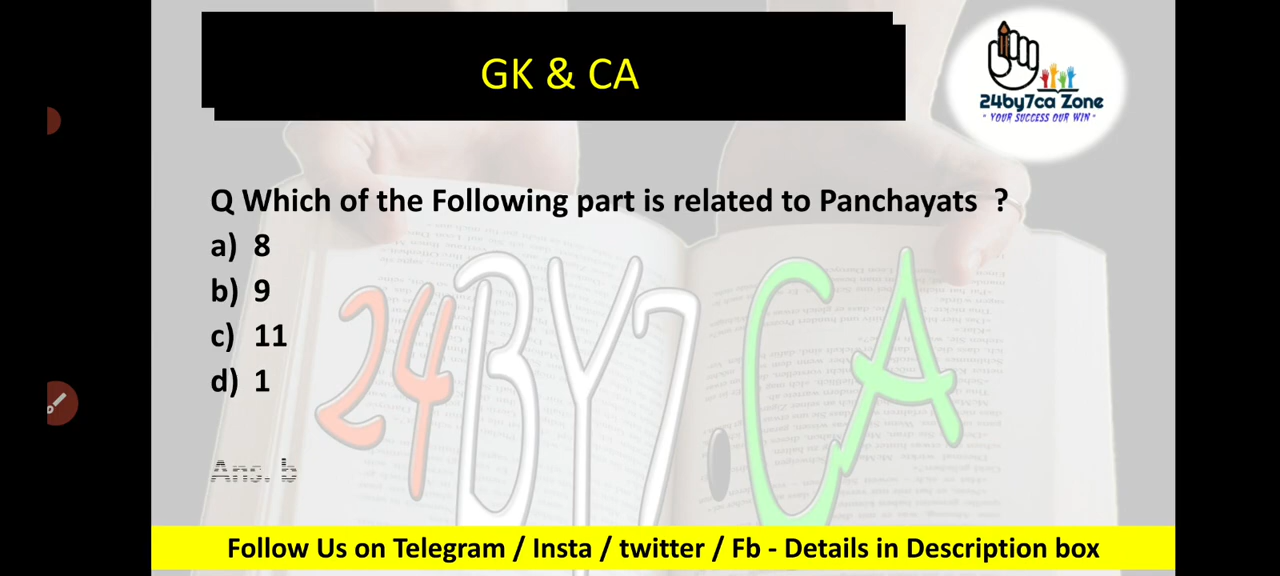 GK & CA
24by7ca Zone
" YOUR SUCCESS OUR WIN "
Q Which of the Following part is related to Panchayats ?
a) 8
b) 9
c) 11
d) 1
Ans. b
24BY7.CA
Follow Us on Telegram / Insta / twitter / Fb - Details in Description box